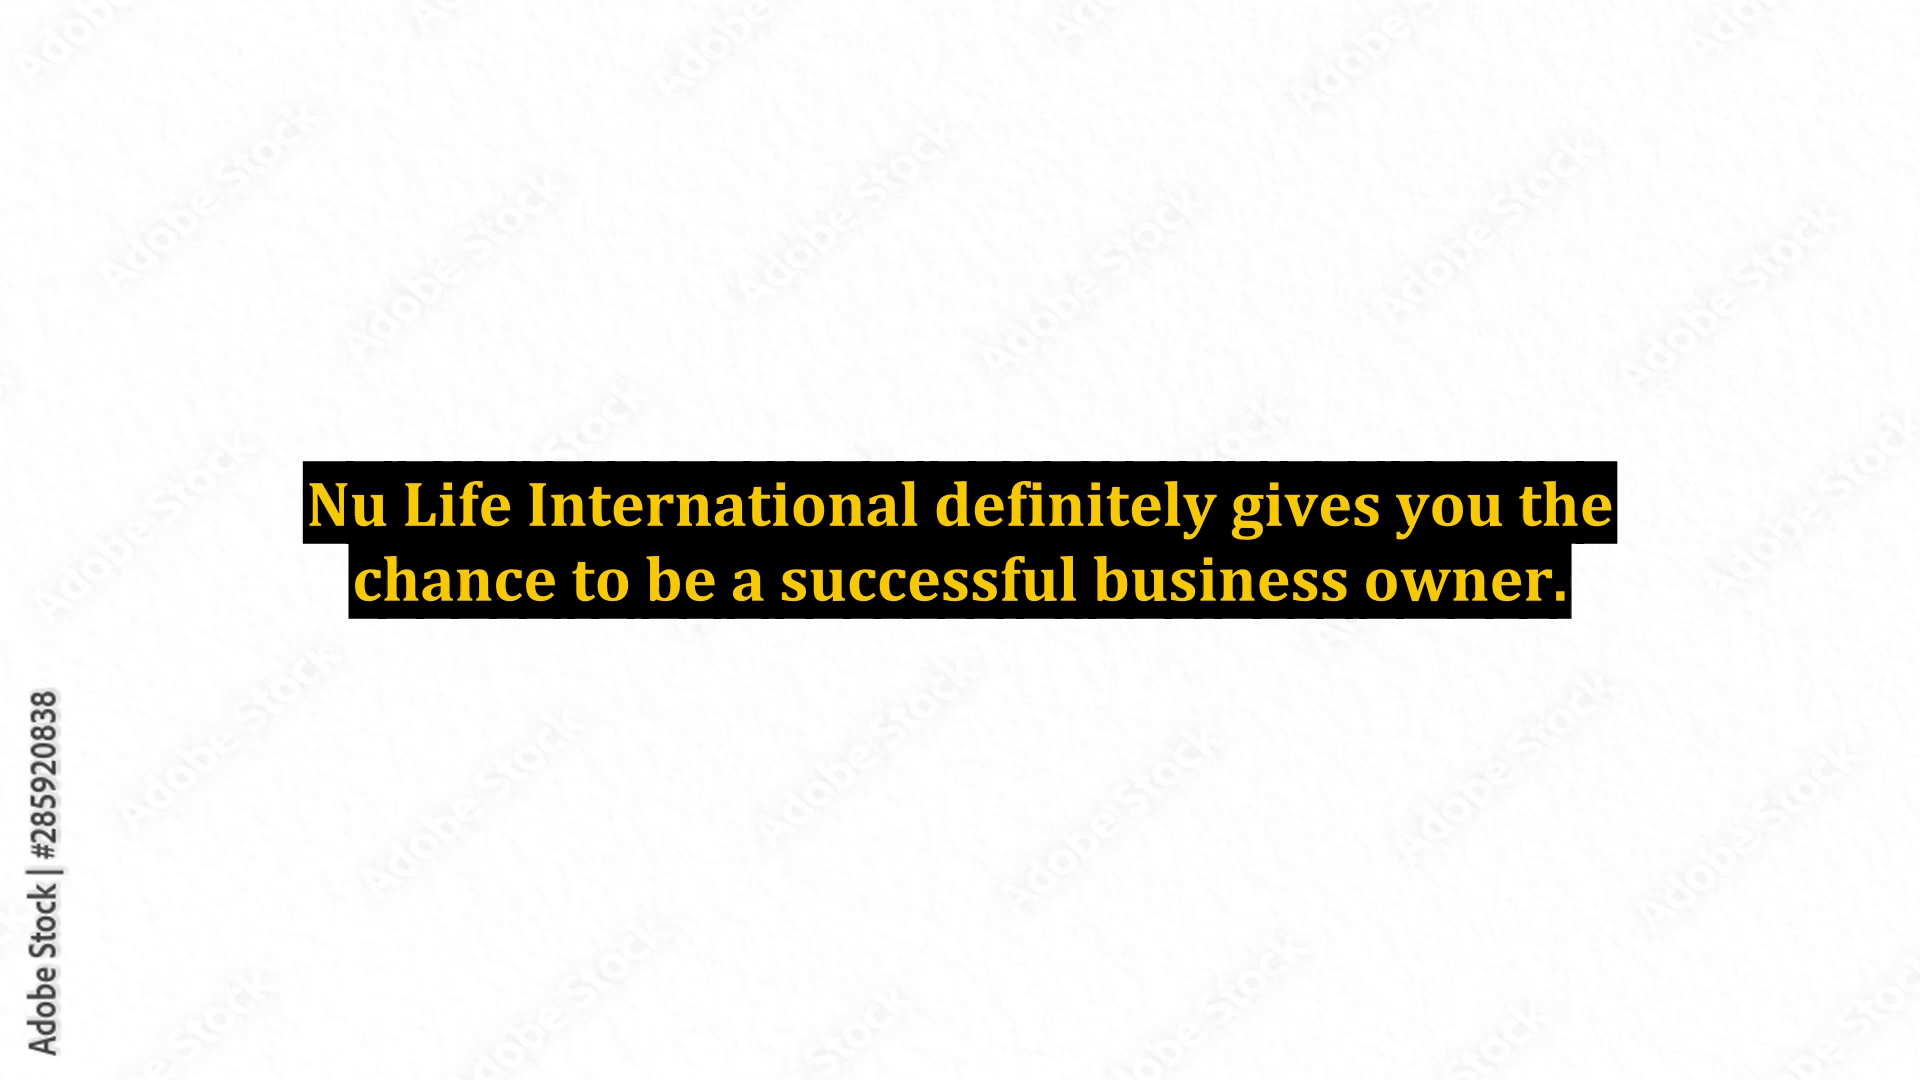 Nu Life International definitely gives you the
chance to be a successful business owner.
Adobe Stock | #285920838